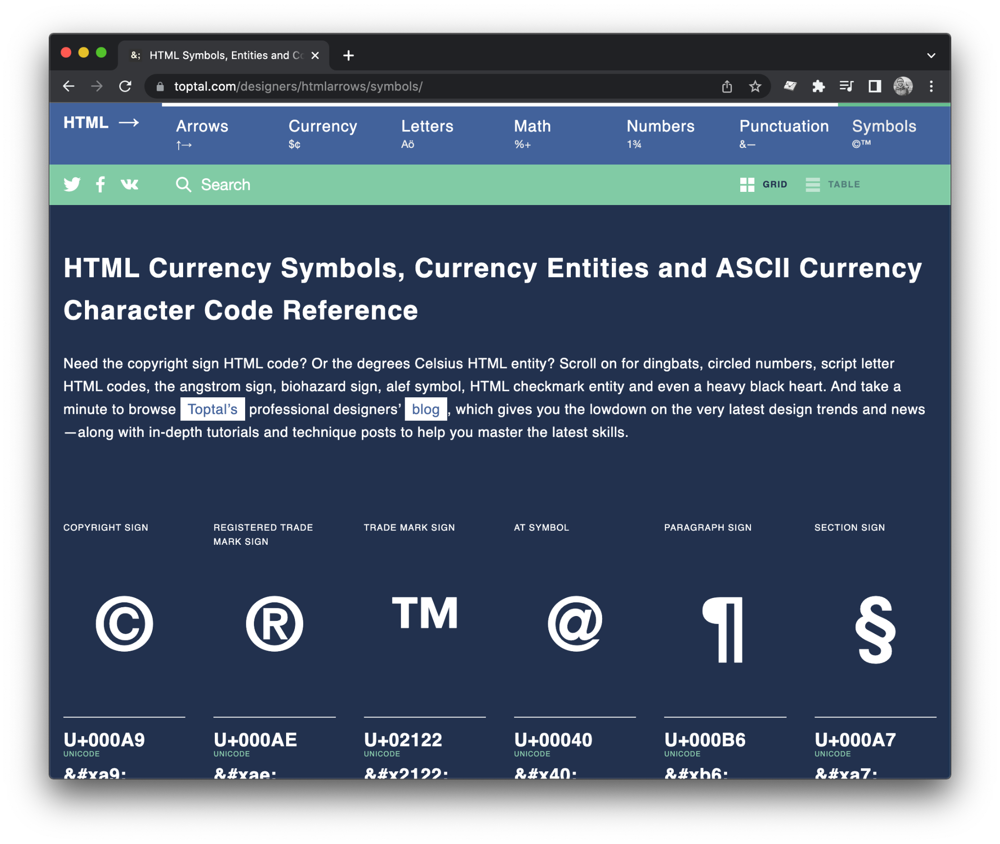 &; HTML Symbols, Entities and Co
toptal.com/designers/htmlarrows/symbols/
HTML → Arrows Currency Letters Math Numbers Punctuation Symbols
↑→ $¢ Aö %+ 1¾ &— ©™
Search GRID TABLE
HTML Currency Symbols, Currency Entities and ASCII Currency
Character Code Reference
Need the copyright sign HTML code? Or the degrees Celsius HTML entity? Scroll on for dingbats, circled numbers, script letter
HTML codes, the angstrom sign, biohazard sign, alef symbol, HTML checkmark entity and even a heavy black heart. And take a
minute to browse Toptal’s professional designers’ blog, which gives you the lowdown on the very latest design trends and news
—along with in-depth tutorials and technique posts to help you master the latest skills.
COPYRIGHT SIGN REGISTERED TRADE TRADE MARK SIGN AT SYMBOL PARAGRAPH SIGN SECTION SIGN
MARK SIGN
© ® ™ @ ¶ §
U+000A9 U+000AE U+02122 U+00040 U+000B6 U+000A7
UNICODE UNICODE UNICODE UNICODE UNICODE UNICODE
&#xa9; &#xae; &#x2122; &#x40; &#xb6; &#xa7;